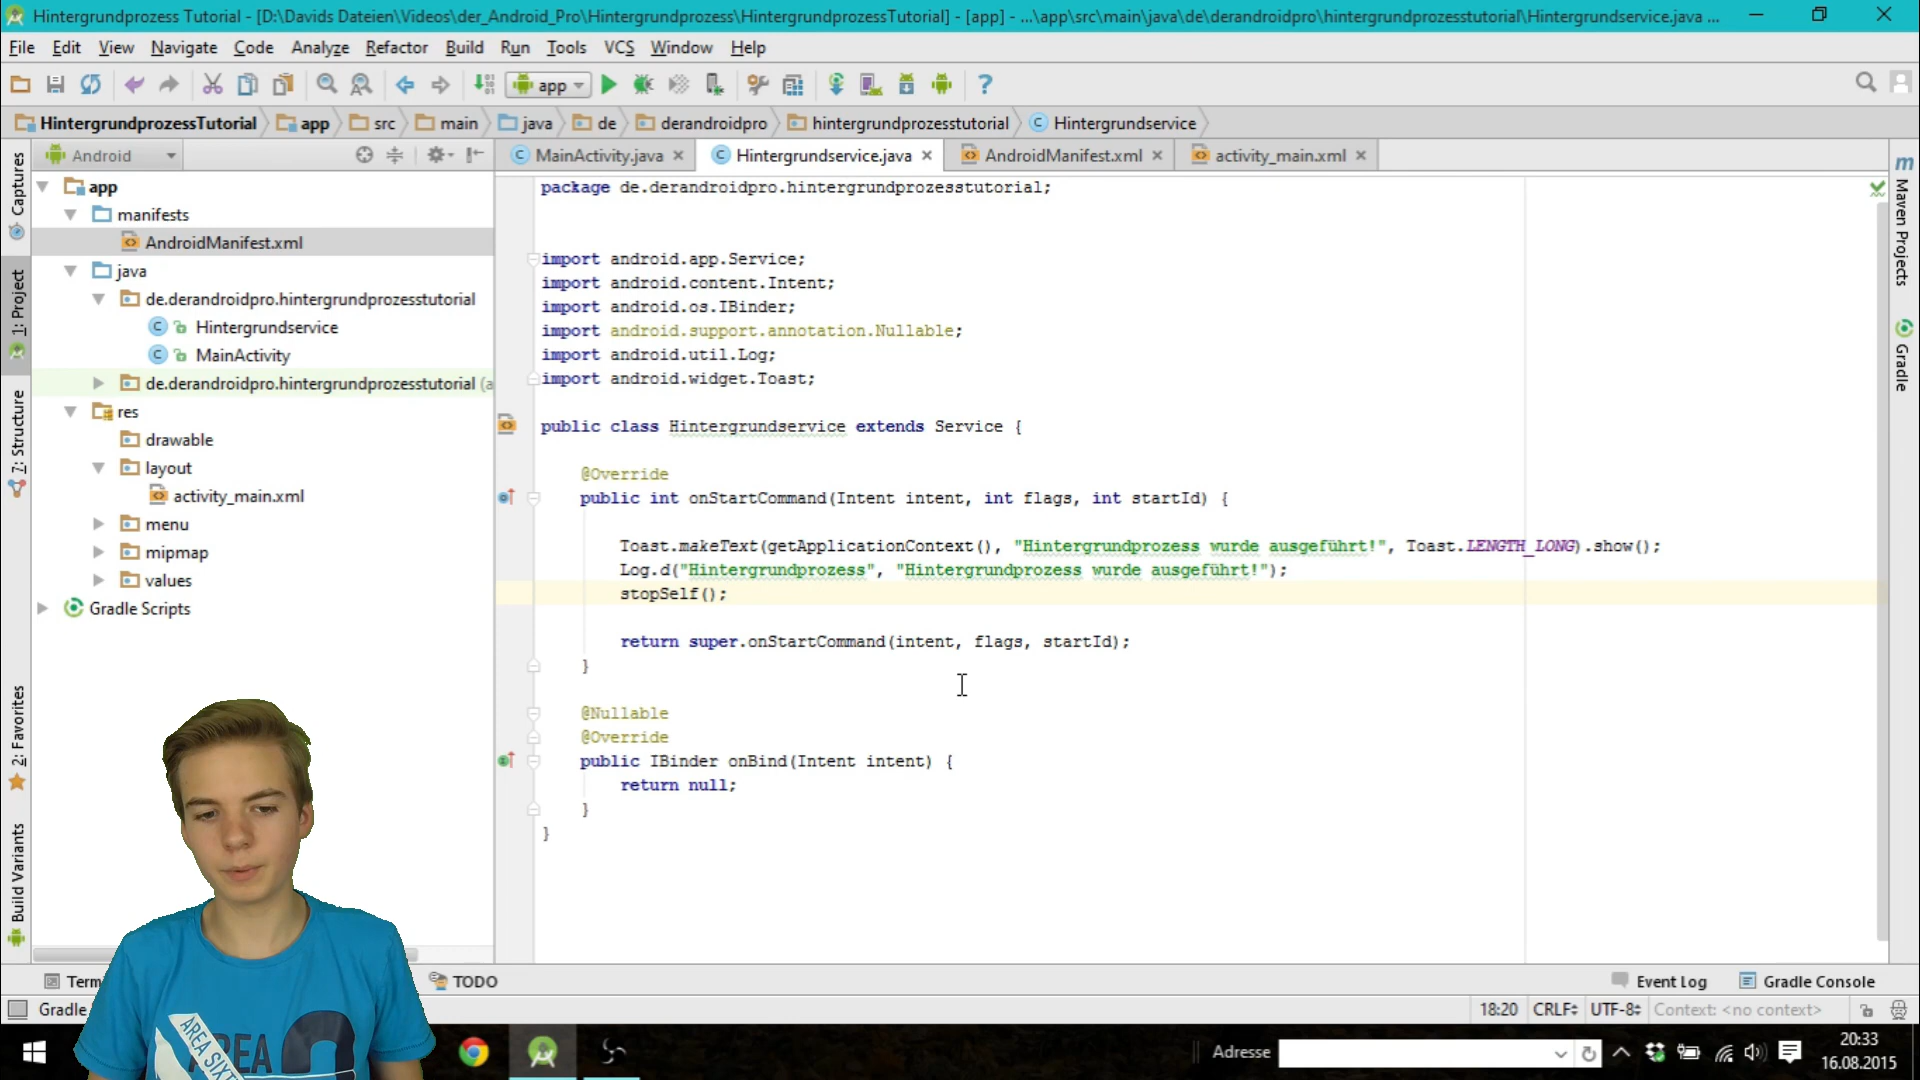 Hintergrundprozess Tutorial - [D:\Davids Dateien\Videos\der_Android_Pro\Hintergrundprozess\HintergrundprozessTutorial] - [app] - ...\app\src\main\java\de\derandroidpro\hintergrundprozesstutorial\Hintergrundservice.java ...
File Edit View Navigate Code Analyze Refactor Build Run Tools VCS Window Help
app
HintergrundprozessTutorial app src main java de derandroidpro hintergrundprozesstutorial Hintergrundservice
Android
MainActivity.java Hintergrundservice.java AndroidManifest.xml activity_main.xml
Captures
1: Project
7: Structure
2: Favorites
Build Variants
app
manifests
AndroidManifest.xml
java
de.derandroidpro.hintergrundprozesstutorial
Hintergrundservice
MainActivity
de.derandroidpro.hintergrundprozesstutorial (a
res
drawable
layout
activity_main.xml
menu
mipmap
values
Gradle Scripts
package de.derandroidpro.hintergrundprozesstutorial;
import android.app.Service;
import android.content.Intent;
import android.os.IBinder;
import android.support.annotation.Nullable;
import android.util.Log;
import android.widget.Toast;
public class Hintergrundservice extends Service {
@Override
public int onStartCommand(Intent intent, int flags, int startId) {
Toast.makeText(getApplicationContext(), "Hintergrundprozess wurde ausgeführt!", Toast.LENGTH_LONG).show();
Log.d("Hintergrundprozess", "Hintergrundprozess wurde ausgeführt!");
stopSelf();
return super.onStartCommand(intent, flags, startId);
}
@Nullable
@Override
public IBinder onBind(Intent intent) {
return null;
}
}
m Maven Projects
Gradle
Term
TODO
Event Log
Gradle Console
Gradle
18:20 CRLF UTF-8 Context: <no context>
AREA SIXT
AREA
Adresse
20:33
16.08.2015